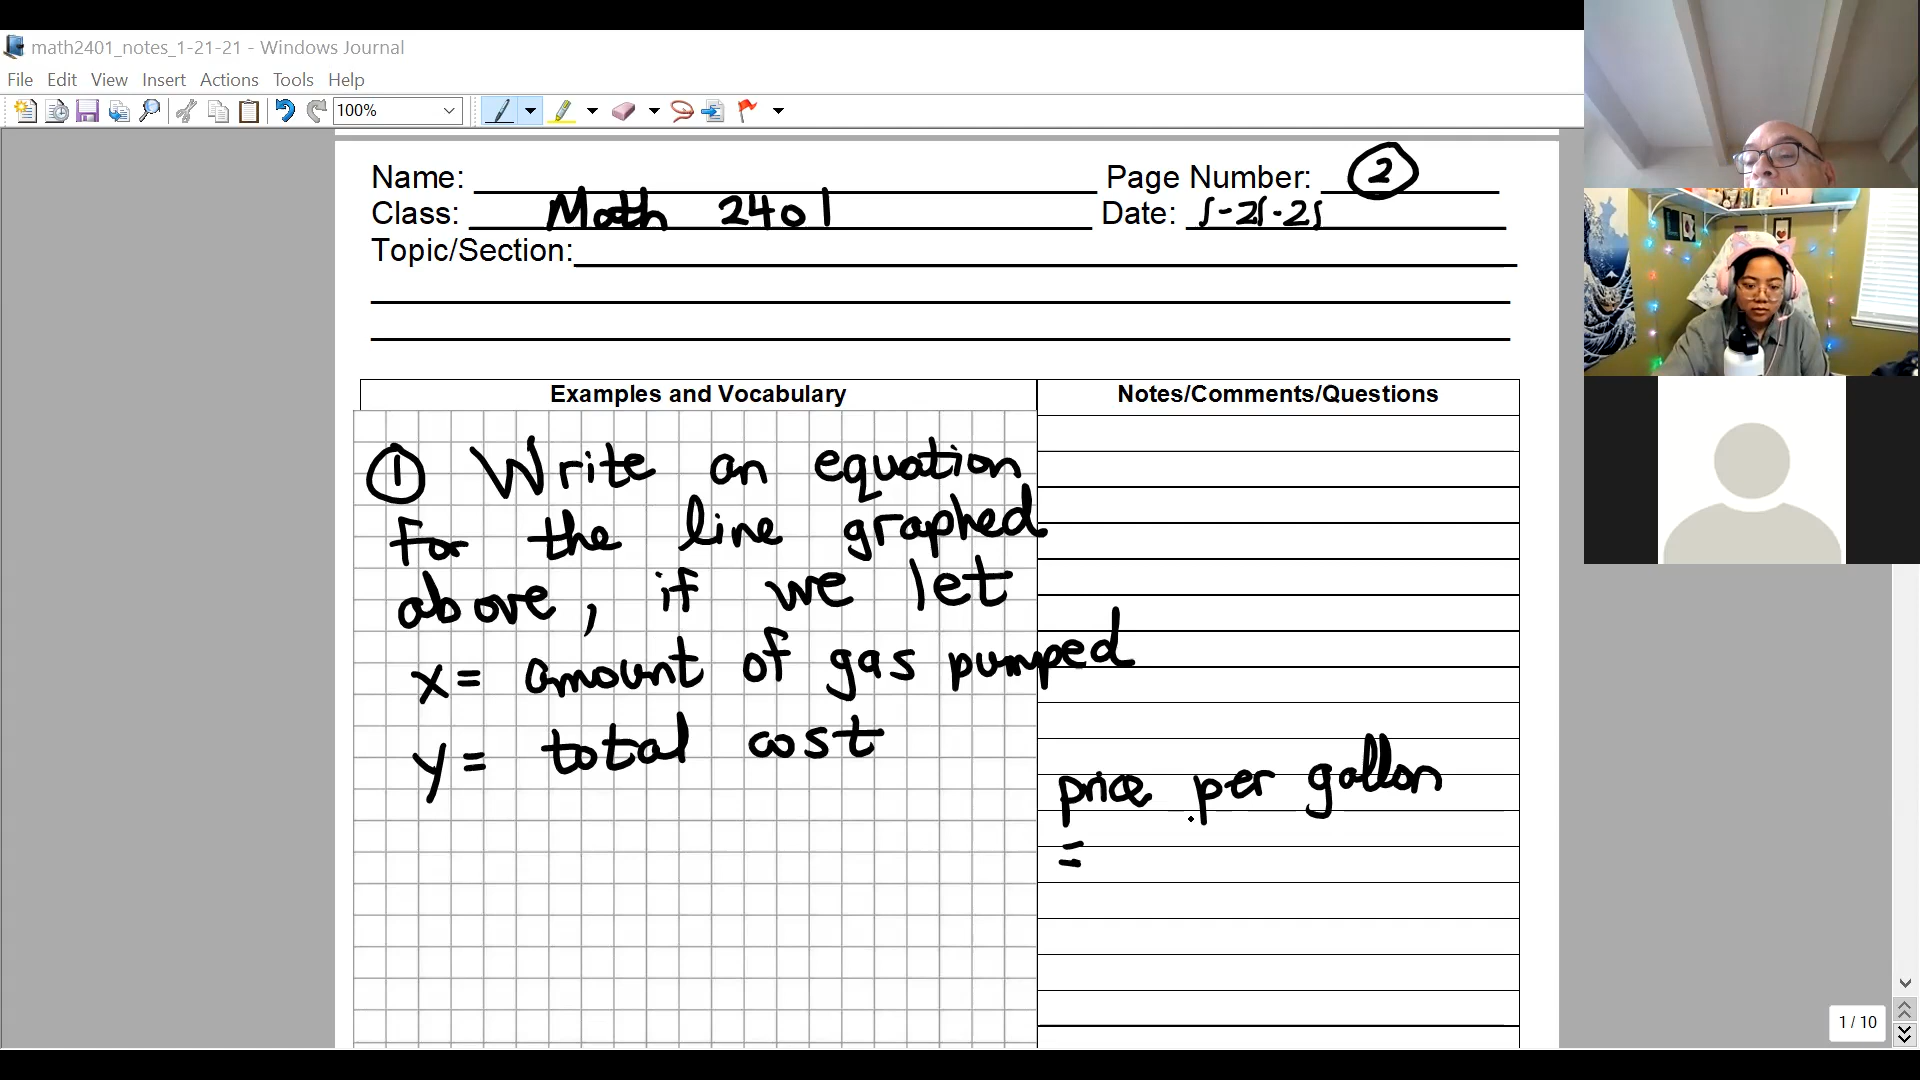 math2401_notes_1-21-21 - Windows Journal
File Edit View Insert Actions Tools Help
100%
Name: Page Number: 2
Class: Math 2401 Date: 1-21-21
Topic/Section:
Examples and Vocabulary Notes/Comments/Questions
1 Write an equation
for the line graphed
above, if we let
x= amount of gas pumped
y= total cost
price per gallon
=
1 / 10